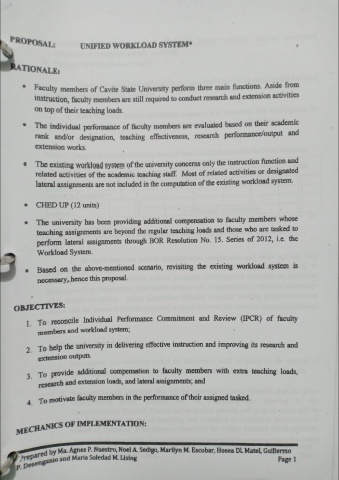 PROPOSAL: UNIFIED WORKLOAD SYSTEM*
RATIONALE:
• Faculty members of Cavite State University perform three main functions. Aside from
instruction, faculty members are still required to conduct research and extension activities
on top of their teaching loads.
• The individual performance of faculty members are evaluated based on their academic
rank and/or designation, teaching effectiveness, research performance/output and
extension works.
• The existing workload system of the university concerns only the instruction function and
related activities of the academic teaching staff. Most of related activities or designated
lateral assignments are not included in the computation of the existing workload system.
• CHED UP (12 units)
• The university has been providing additional compensation to faculty members whose
teaching assignments are beyond the regular teaching loads and those who are tasked to
perform lateral assignments through BOR Resolution No. 15. Series of 2012, i.e. the
Workload System.
• Based on the above-mentioned scenario, revisiting the existing workload system is
necessary, hence this proposal.
OBJECTIVES:
1. To reconcile Individual Performance Commitment and Review (IPCR) of faculty
members and workload system;
2. To help the university in delivering effective instruction and improving its research and
extension outputs.
3. To provide additional compensation to faculty members with extra teaching loads,
research and extension loads, and lateral assignments; and
4. To motivate faculty members in the performance of their assigned tasked.
MECHANICS OF IMPLEMENTATION:
Prepared by Ma. Agnes P. Nuestro, Noel A. Sedigo, Marilyn M. Escobar, Hosea DL Matel, Guillermo
P. Desenganio and Maria Soledad M. Lising Page 1